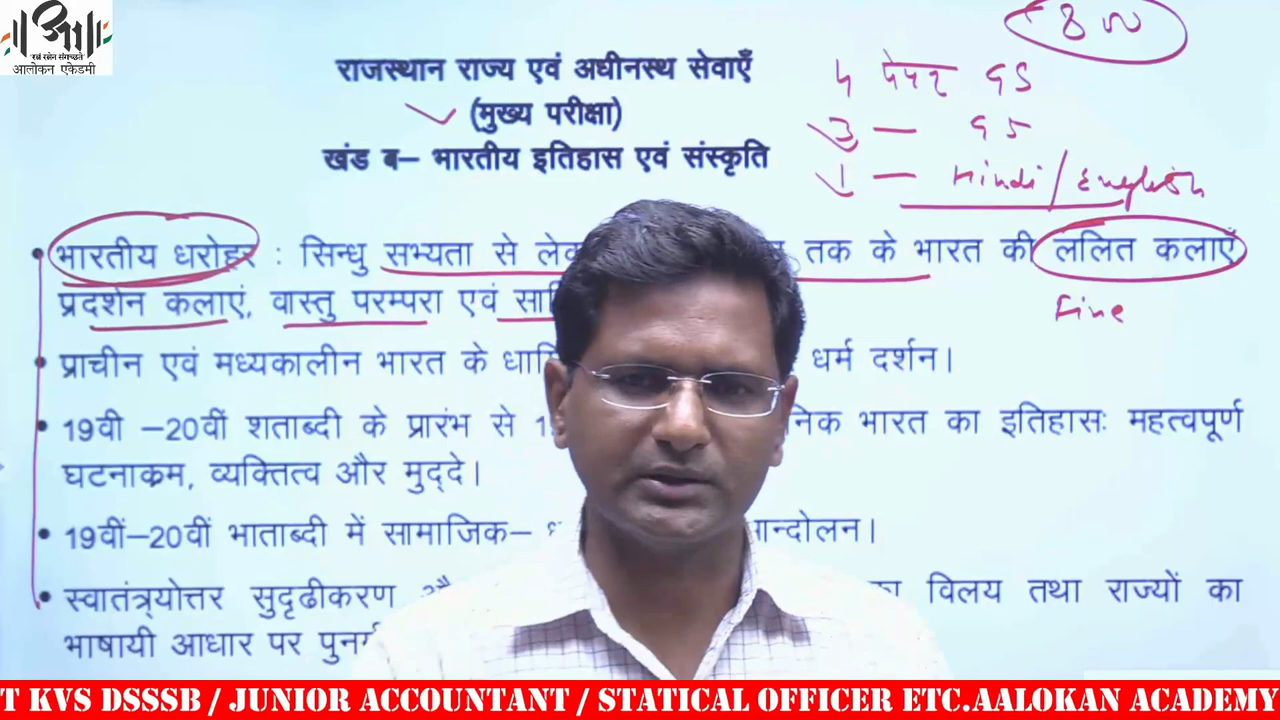 आलोकन एकेडमी
राजस्थान राज्य एवं अधीनस्थ सेवाएँ
(मुख्य परीक्षा)
खंड ब– भारतीय इतिहास एवं संस्कृति
800
4 पेपर GS
3 — GS
1 — Hindi/English
• भारतीय धरोहर : सिन्धु सभ्यता से तक के भारत की ललित कलाएँ
Fine
प्रदर्शन कलाएं, वास्तु परम्परा एवं
• प्राचीन एवं मध्यकालीन भारत के धर्म दर्शन।
• 19वी –20वीं शताब्दी के प्रारंभ से भारत का इतिहासः महत्वपूर्ण
घटनाक्रम, व्यक्तित्व और मुद्दे।
• 19वीं–20वीं भाताब्दी में सामाजिक–
• स्वातंत्र्योत्तर सुदृढीकरण विलय तथा राज्यों का
भाषायी आधार पर
T KVS DSSSB / JUNIOR ACCOUNTANT / STATICAL OFFICER ETC.AALOKAN ACADEMY